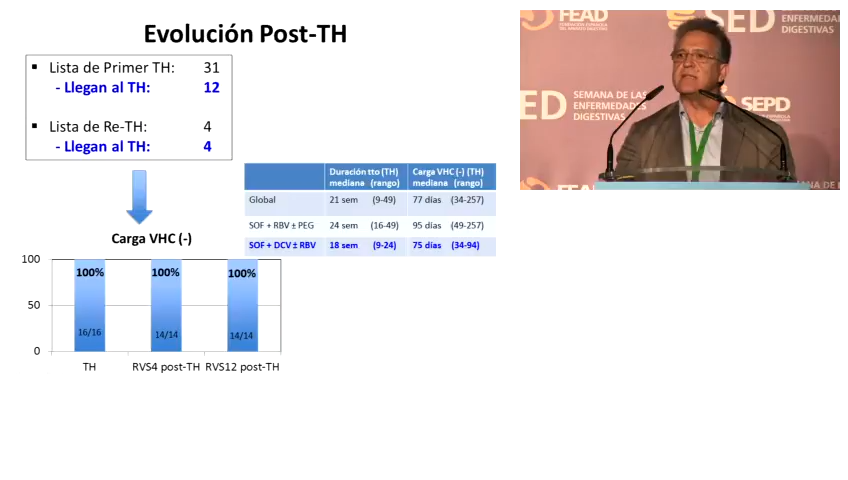 Evolución Post-TH
▪ Lista de Primer TH: 31
- Llegan al TH: 12
▪ Lista de Re-TH: 4
- Llegan al TH: 4
Duración tto (TH) mediana (rango) Carga VHC (-) (TH) mediana (rango)
Global 21 sem (9-49) 77 días (34-257)
SOF + RBV ± PEG 24 sem (16-49) 95 días (49-257)
SOF + DCV ± RBV 18 sem (9-24) 75 días (34-94)
Carga VHC (-)
100
50
0
100% 100% 100%
16/16 14/14 14/14
TH RVS4 post-TH RVS12 post-TH
FEAD
FUNDACIÓN ESPAÑOLA
DEL APARATO DIGESTIVO
SED
ENFERMEDADES
DIGESTIVAS
ED
SEMANA DE LAS
ENFERMEDADES
DIGESTIVAS
SEPD
FEAD